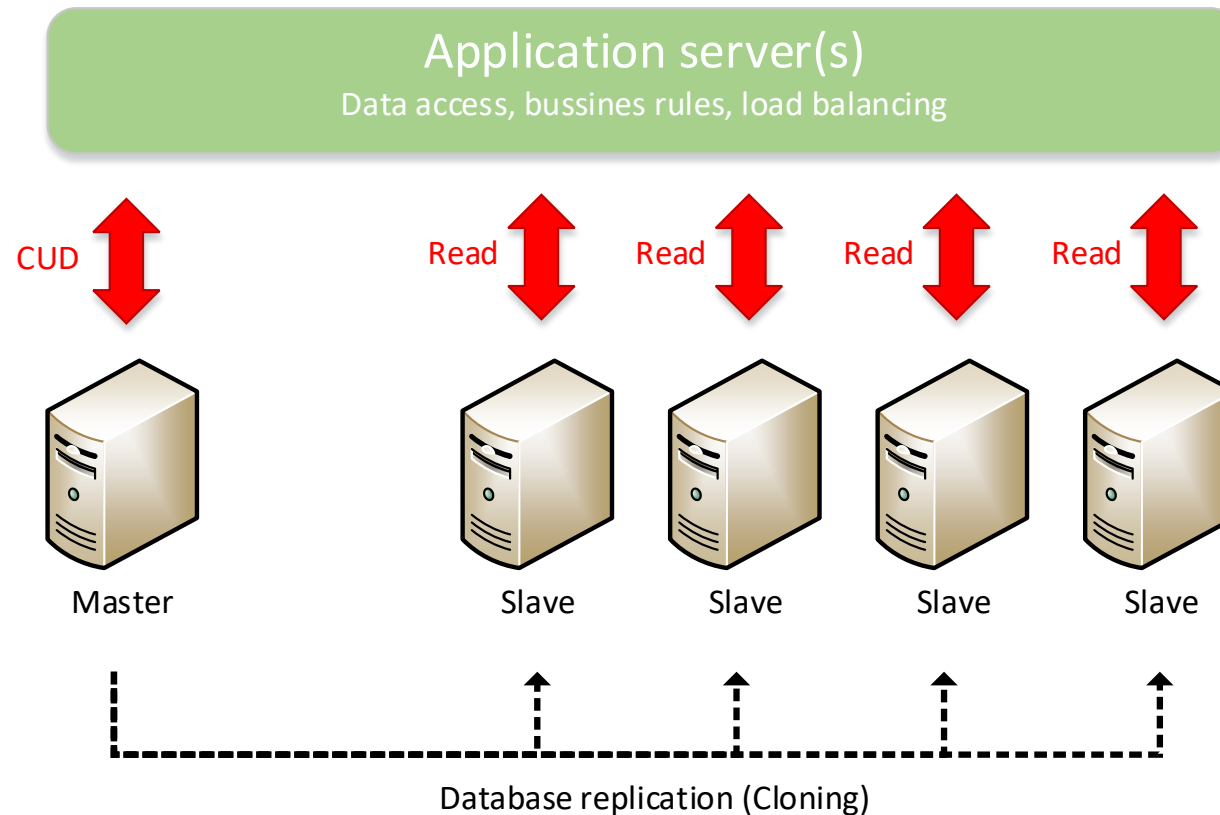 Application server(s)
Data access, bussines rules, load balancing
CUD
Read
Read
Read
Read
Master
Slave
Slave
Slave
Slave
Database replication (Cloning)